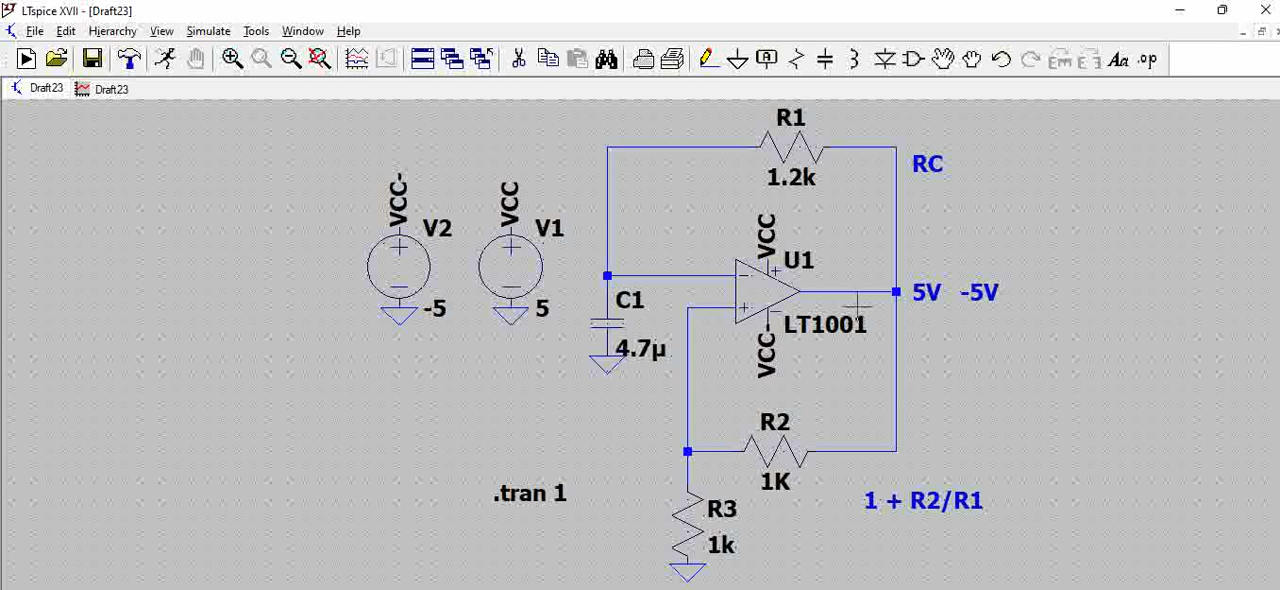 LTspice XVII - [Draft23]
File Edit Hierarchy View Simulate Tools Window Help
Aa .op
Draft23 Draft23
R1
1.2k
RC
VCC-
V2
-5
VCC
V1
5
C1
4.7µ
VCC
U1
LT1001
VCC-
5V -5V
R2
1K
.tran 1
R3
1k
1 + R2/R1